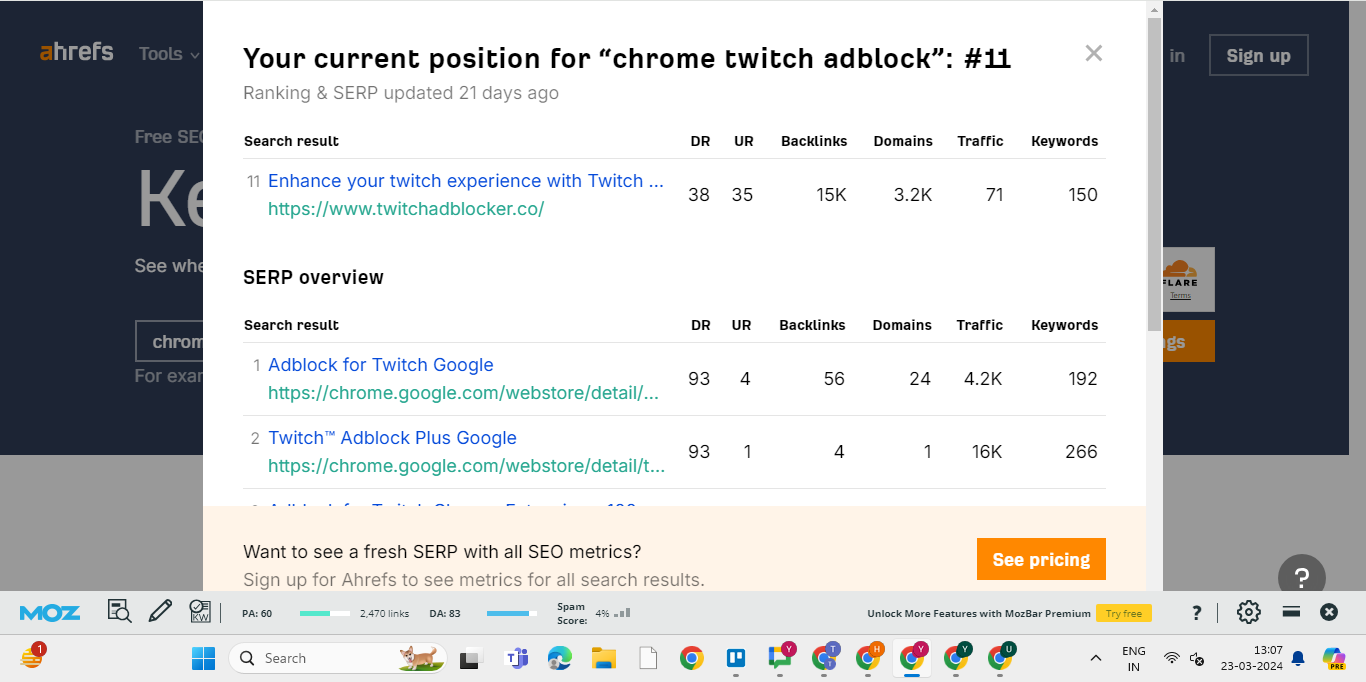 ahrefs Tools in Sign up
Your current position for “chrome twitch adblock”: #11
Ranking & SERP updated 21 days ago
Free SEO
Ke
See whe
chrom
For exar
FLARE
Terms
gs
Search result DR UR Backlinks Domains Traffic Keywords
11 Enhance your twitch experience with Twitch ... 38 35 15K 3.2K 71 150
https://www.twitchadblocker.co/
SERP overview
Search result DR UR Backlinks Domains Traffic Keywords
1 Adblock for Twitch Google 93 4 56 24 4.2K 192
https://chrome.google.com/webstore/detail/...
2 Twitch™ Adblock Plus Google 93 1 4 1 16K 266
https://chrome.google.com/webstore/detail/t...
Want to see a fresh SERP with all SEO metrics?
Sign up for Ahrefs to see metrics for all search results.
See pricing
?
MOZ KW PA: 60 2,470 links DA: 83 Spam Score: 4% Unlock More Features with MozBar Premium Try free ?
1 Search T Y T T H Y Y U ENG IN 13:07 23-03-2024 PRE